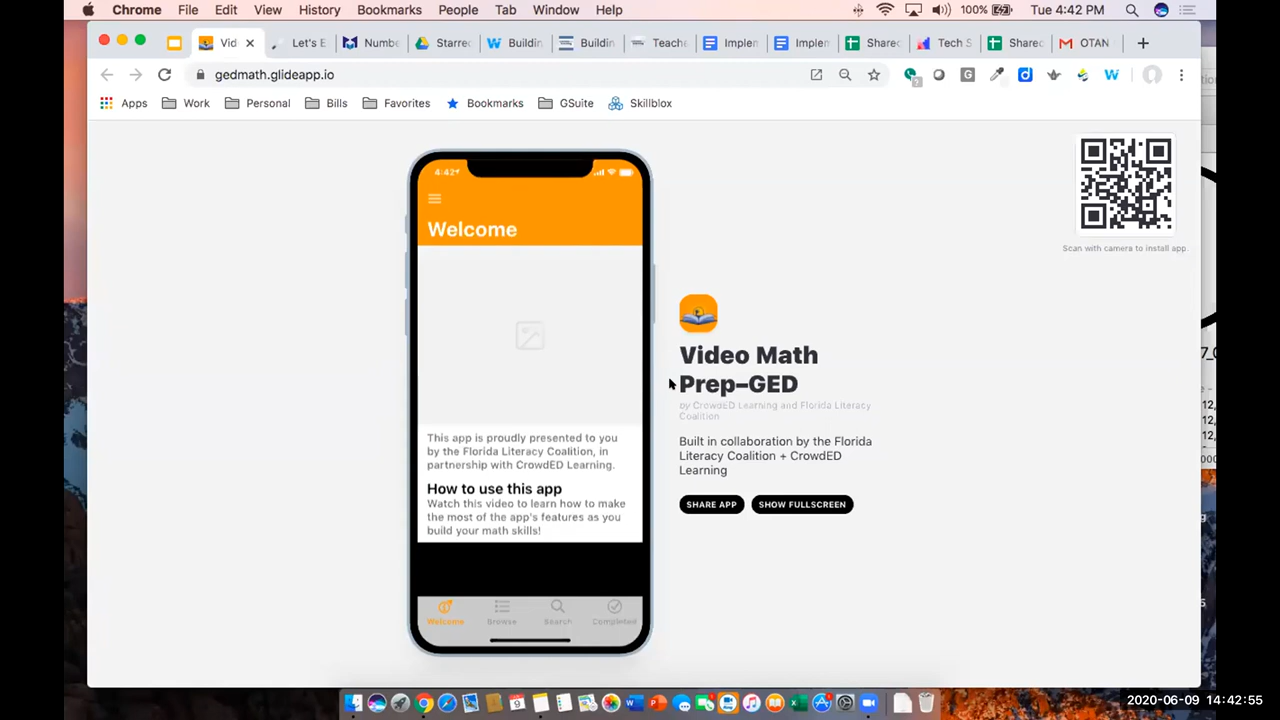 Chrome File Edit View History Bookmarks People Tab Window Help 100% Tue 4:42 PM
Vid Let's E Numbe Starre Buildin Buildin Teache Implen Implen Share Tech S Share OTAN
gedmath.glideapp.io
Apps Work Personal Bills Favorites Bookmarks GSuite Skillblox
4:42
Welcome
Scan with camera to install app.
Video Math
Prep–GED
by CrowdED Learning and Florida Literacy
Coalition
This app is proudly presented to you
by the Florida Literacy Coalition, in
partnership with CrowdED Learning.
Built in collaboration by the Florida
Literacy Coalition + CrowdED
Learning
How to use this app
Watch this video to learn how to make
the most of the app's features as you
build your math skills!
SHARE APP SHOW FULLSCREEN
Welcome Browse Search Completed
2020-06-09 14:42:55